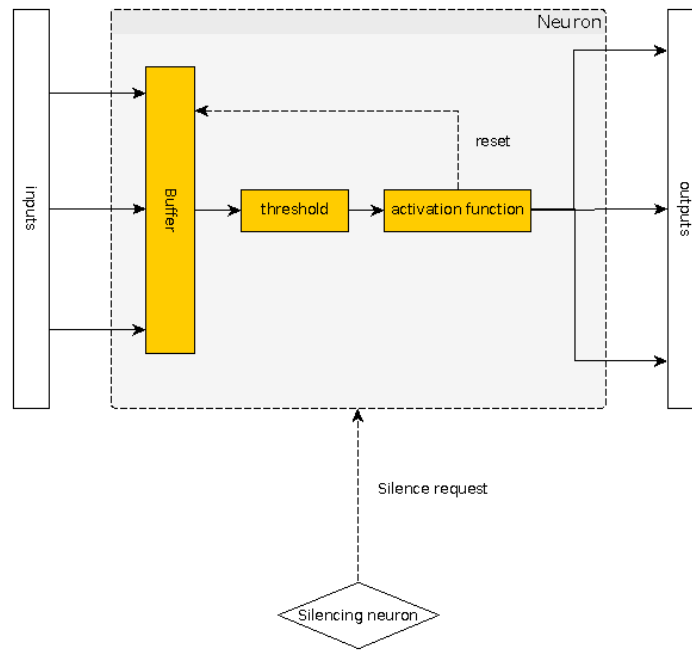 Neuron
inputs
Buffer
threshold
activation function
reset
outputs
Silence request
Silencing neuron